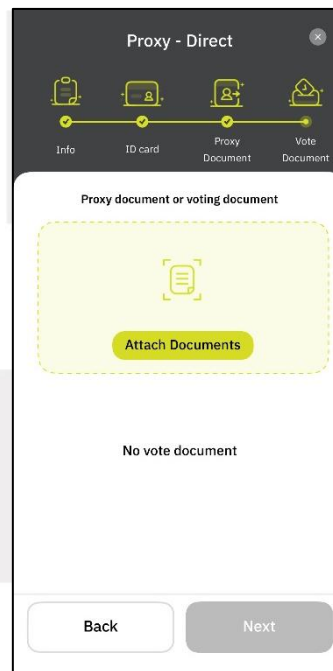 Proxy - Direct
Info
ID card
Proxy
Document
Vote
Document
Proxy document or voting document
Attach Documents
No vote document
Back
Next